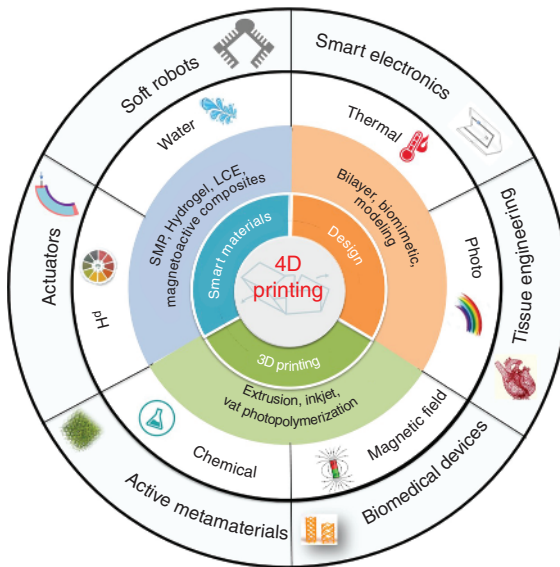 Soft robots
Smart electronics
Water
Thermal
SMP, Hydrogel, LCE,
magnetoactive composites
Bilayer, biomimetic,
modeling
Smart materials
Design
4D
printing
3D printing
Extrusion, inkjet,
vat photopolymerization
Actuators
Hd
Photo
Tissue engineering
Chemical
Magnetic field
Active metamaterials
Biomedical devices